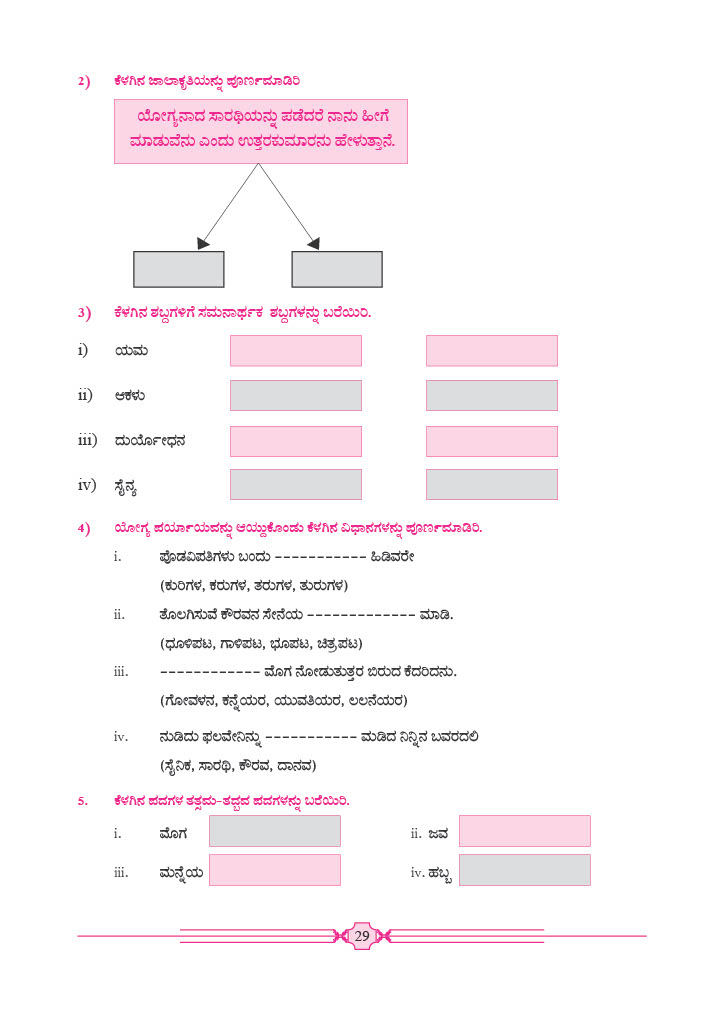 2) ಕೆಳಗಿನ ಜಾಲಾಕೃತಿಯನ್ನು ಪೂರ್ಣಮಾಡಿರಿ
ಯೋಗ್ಯನಾದ ಸಾರಥಿಯನ್ನು ಪಡೆದರೆ ನಾನು ಹೀಗೆ
ಮಾಡುವೆನು ಎಂದು ಉತ್ತರಕುಮಾರನು ಹೇಳುತ್ತಾನೆ.
3) ಕೆಳಗಿನ ಶಬ್ದಗಳಿಗೆ ಸಮನಾರ್ಥಕ ಶಬ್ದಗಳನ್ನು ಬರೆಯಿರಿ.
i) ಯಮ
ii) ಆಕಳು
iii) ದುರ್ಯೋಧನ
iv) ಸೈನ್ಯ
4) ಯೋಗ್ಯ ಪರ್ಯಾಯವನ್ನು ಆಯ್ದುಕೊಂಡು ಕೆಳಗಿನ ವಿಧಾನಗಳನ್ನು ಪೂರ್ಣಮಾಡಿರಿ.
i. ಪೊಡವಿಪತಿಗಳು ಬಂದು ----------- ಹಿಡಿವರೇ
(ಕುರಿಗಳ, ಕರುಗಳ, ತರುಗಳ, ತುರುಗಳ)
ii. ತೊಲಗಿಸುವೆ ಕೌರವನ ಸೇನೆಯ ------------- ಮಾಡಿ.
(ಧೂಳಿಪಟ, ಗಾಳಿಪಟ, ಭೂಪಟ, ಚಿತ್ರಪಟ)
iii. ------------ ಮೊಗ ನೋಡುತುತ್ತರ ಬಿರುದ ಕೆದರಿದನು.
(ಗೋವಳನ, ಕನ್ನೆಯರ, ಯುವತಿಯರ, ಲಲನೆಯರ)
iv. ನುಡಿದು ಫಲವೇನಿನ್ನು ----------- ಮಡಿದ ನಿನ್ನಿನ ಬವರದಲಿ
(ಸೈನಿಕ, ಸಾರಥಿ, ಕೌರವ, ದಾನವ)
5. ಕೆಳಗಿನ ಪದಗಳ ತತ್ಸಮ-ತದ್ಭವ ಪದಗಳನ್ನು ಬರೆಯಿರಿ.
i. ಮೊಗ ii. ಜವ
iii. ಮನ್ನೆಯ iv. ಹಬ್ಬ
29